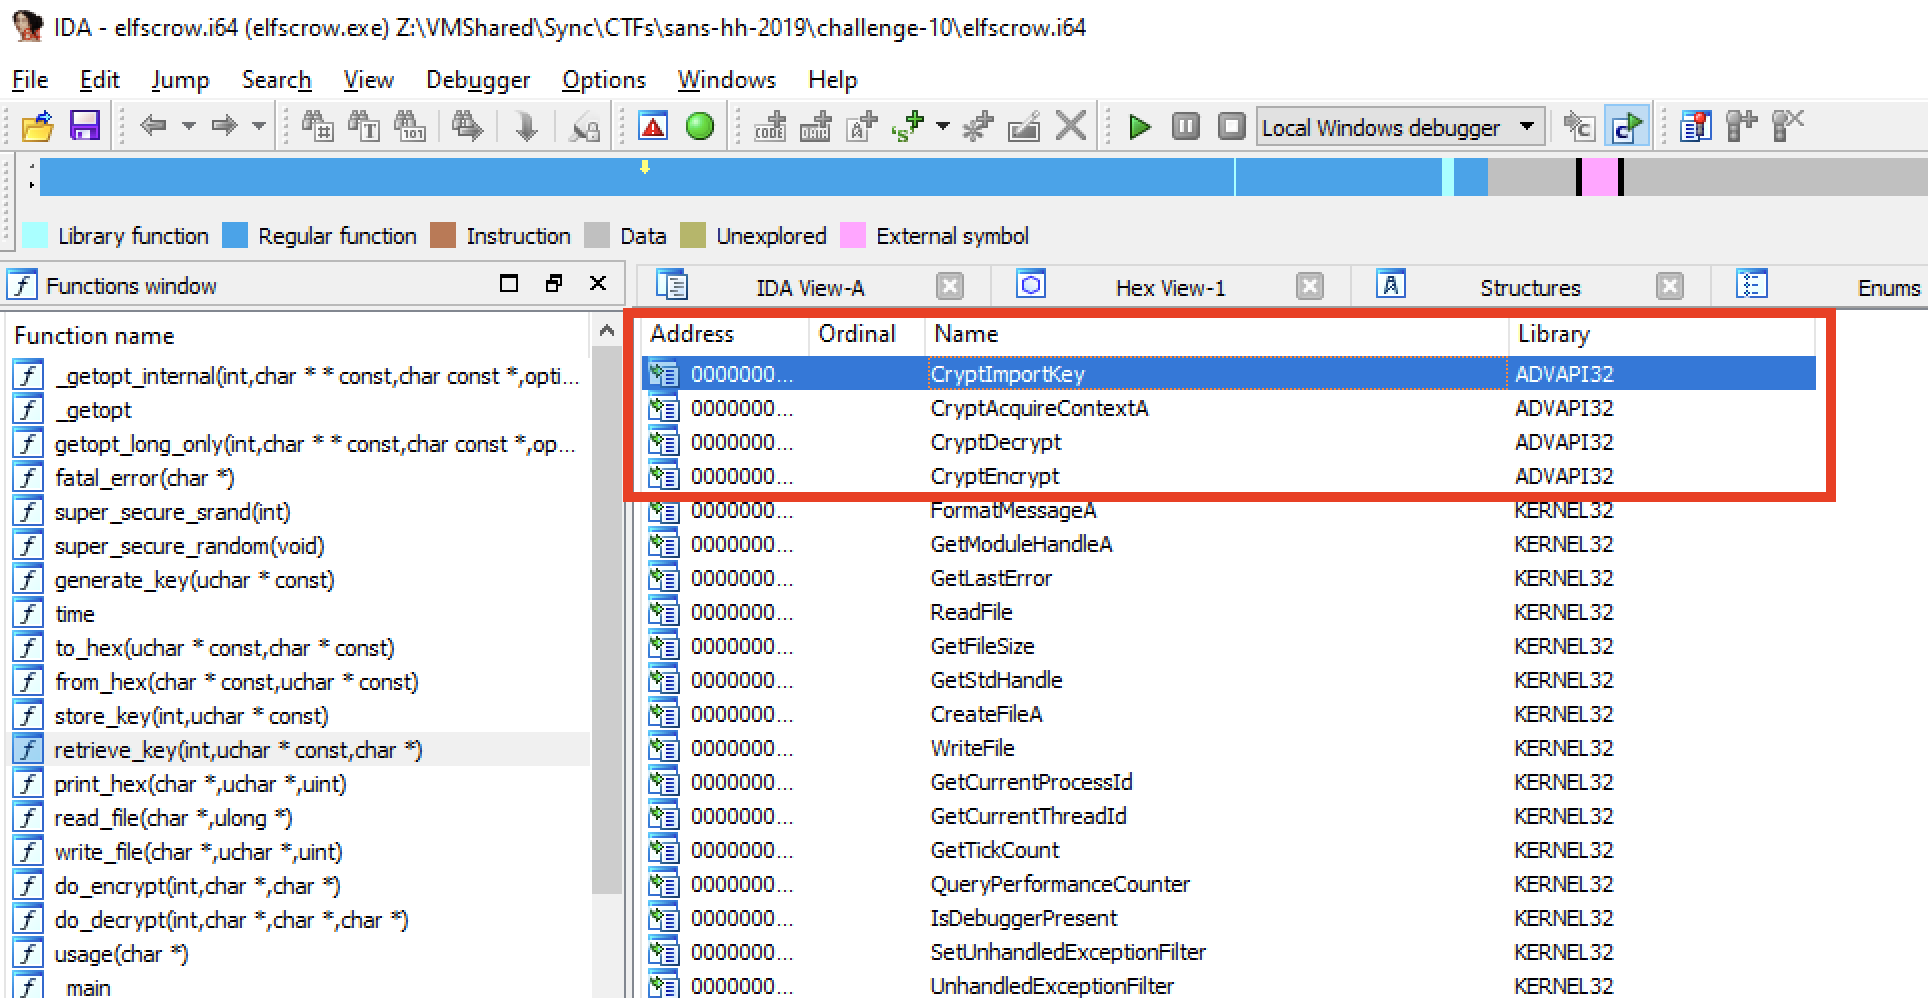 IDA - elfscrow.i64 (elfscrow.exe) Z:\VMShared\Sync\CTFs\sans-hh-2019\challenge-10\elfscrow.i64
File Edit Jump Search View Debugger Options Windows Help
Local Windows debugger
Library function Regular function Instruction Data Unexplored External symbol
Functions window
IDA View-A Hex View-1 Structures Enums
Function name
_getopt_internal(int,char * * const,char const *,opti...
_getopt
getopt_long_only(int,char * * const,char const *,op...
fatal_error(char *)
super_secure_srand(int)
super_secure_random(void)
generate_key(uchar * const)
time
to_hex(uchar * const,char * const)
from_hex(char * const,uchar * const)
store_key(int,uchar * const)
retrieve_key(int,uchar * const,char *)
print_hex(char *,uchar *,uint)
read_file(char *,ulong *)
write_file(char *,uchar *,uint)
do_encrypt(int,char *,char *)
do_decrypt(int,char *,char *,char *)
usage(char *)
_main
Address Ordinal Name Library
0000000... CryptImportKey ADVAPI32
0000000... CryptAcquireContextA ADVAPI32
0000000... CryptDecrypt ADVAPI32
0000000... CryptEncrypt ADVAPI32
0000000... FormatMessageA KERNEL32
0000000... GetModuleHandleA KERNEL32
0000000... GetLastError KERNEL32
0000000... ReadFile KERNEL32
0000000... GetFileSize KERNEL32
0000000... GetStdHandle KERNEL32
0000000... CreateFileA KERNEL32
0000000... WriteFile KERNEL32
0000000... GetCurrentProcessId KERNEL32
0000000... GetCurrentThreadId KERNEL32
0000000... GetTickCount KERNEL32
0000000... QueryPerformanceCounter KERNEL32
0000000... IsDebuggerPresent KERNEL32
0000000... SetUnhandledExceptionFilter KERNEL32
0000000... UnhandledExceptionFilter KERNEL32